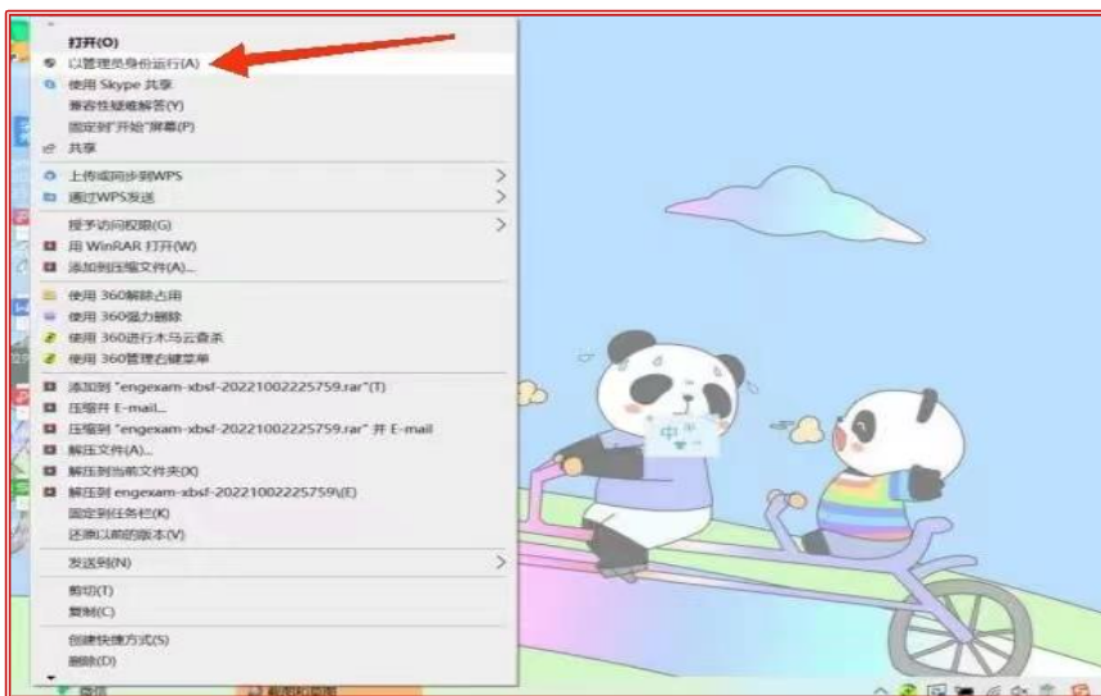 打开(O)
以管理员身份运行(A)
使用 Skype 共享
兼容性疑难解答(Y)
固定到"开始"屏幕(P)
共享
上传或同步到WPS
通过WPS发送
授予访问权限(G)
用 WinRAR 打开(W)
添加到压缩文件(A)...
使用 360解除占用
使用 360强力删除
使用 360进行木马云查杀
使用 360管理右键菜单
添加到 "engexam-xbsf-20221002225759.rar"(T)
压缩并 E-mail...
压缩到 "engexam-xbsf-20221002225759.rar" 并 E-mail
解压文件(A)...
解压到当前文件夹(X)
解压到 engexam-xbsf-20221002225759\(E)
固定到任务栏(K)
还原以前的版本(V)
发送到(N)
剪切(T)
复制(C)
创建快捷方式(S)
删除(D)
微信
截图和草图
中